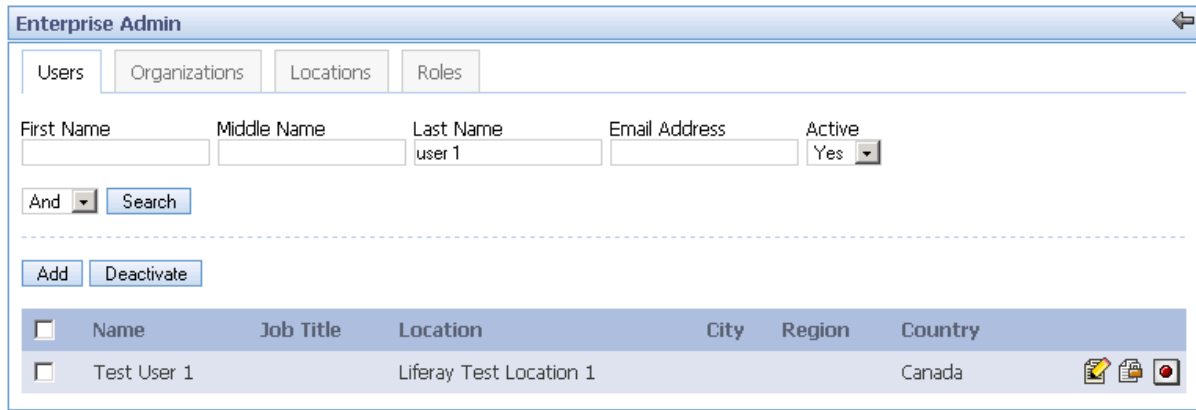 Enterprise Admin
Users Organizations Locations Roles
First Name Middle Name Last Name Email Address Active
user 1 Yes
And Search
Add Deactivate
Name Job Title Location City Region Country
Test User 1 Liferay Test Location 1 Canada